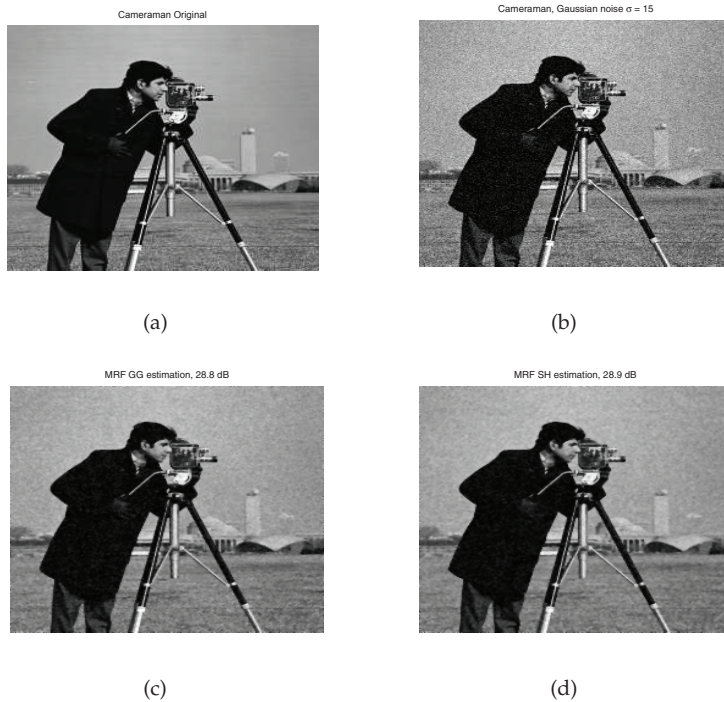 Cameraman Original
Cameraman, Gaussian noise σ = 15
(a)
(b)
MRF GG estimation, 28.8 dB
MRF SH estimation, 28.9 dB
(c)
(d)